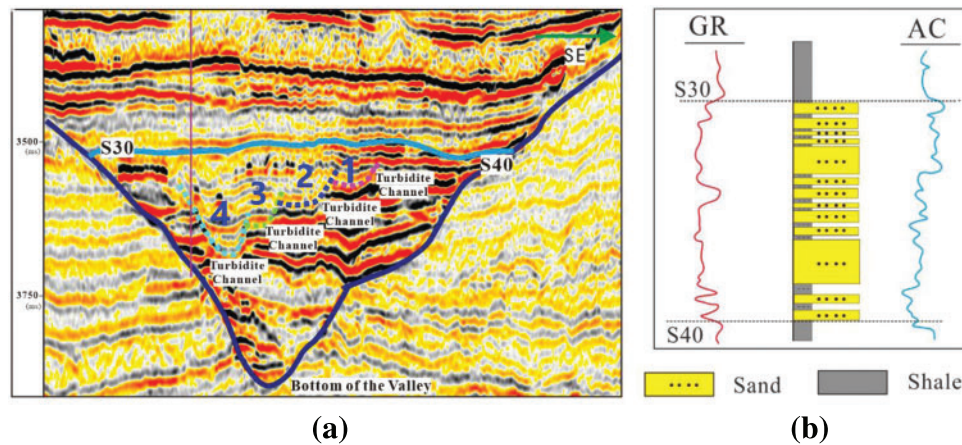 SE
3500
(ms)
S30
S40
1
2
3
4
Turbidite
Channel
Turbidite
Channel
Turbidite
Channel
Turbidite
Channel
3750
(ms)
Bottom of the Valley
(a)
GR
AC
S30
S40
Sand
Shale
(b)